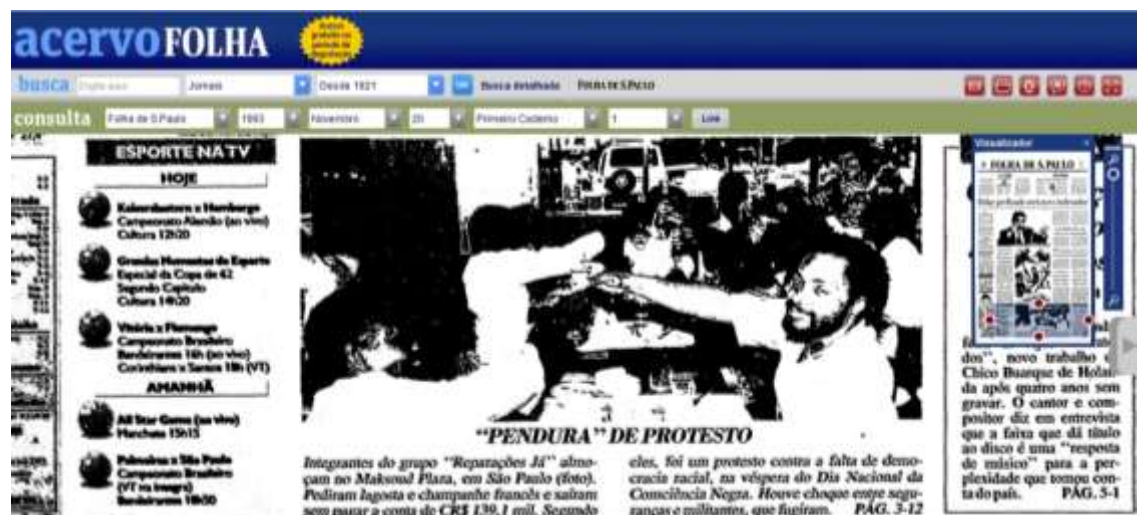 acervo FOLHA
busca
Jornais
Desde 1921
Busca detalhada
FOLHA DE S.PAULO
consulta
Folha de S.Paulo
1993
Novembro
20
Primeiro Caderno
1
Leia
ESPORTE NA TV
HOJE
Kaiserslautern x Hamburgo
Campeonato Alemão (ao vivo)
Cultura 12h20
Grandes Momentos do Esporte
Especial da Copa de 62
Segundo Capítulo
Cultura 14h20
Vitória x Flamengo
Campeonato Brasileiro
Bandeirantes 16h (ao vivo)
Corinthians x Santos 18h (VT)
AMANHÃ
All Star Game (ao vivo)
Manchete 15h15
Palmeiras x São Paulo
Campeonato Brasileiro
(VT na íntegra)
Bandeirantes 18h50
"PENDURA" DE PROTESTO
Integrantes do grupo "Reparações Já" almo-
çam no Maksoud Plaza, em São Paulo (foto).
Pediram lagosta e champanhe francês e saíram
sem pagar a conta de CR$ 139,1 mil. Segundo
eles, foi um protesto contra a falta de demo-
cracia racial, na véspera do Dia Nacional da
Consciência Negra. Houve choque entre segu-
ranças e militantes, que fugiram. PÁG. 3-12
Visualizador
FOLHA DE S.PAULO
dos", novo trabalho
Chico Buarque de Holan-
da após quatro anos sem
gravar. O cantor e com-
positor diz em entrevista
que a faixa que dá título
ao disco é uma "resposta
de músico" para a per-
plexidade que tomou con-
ta do país. PÁG. 5-1